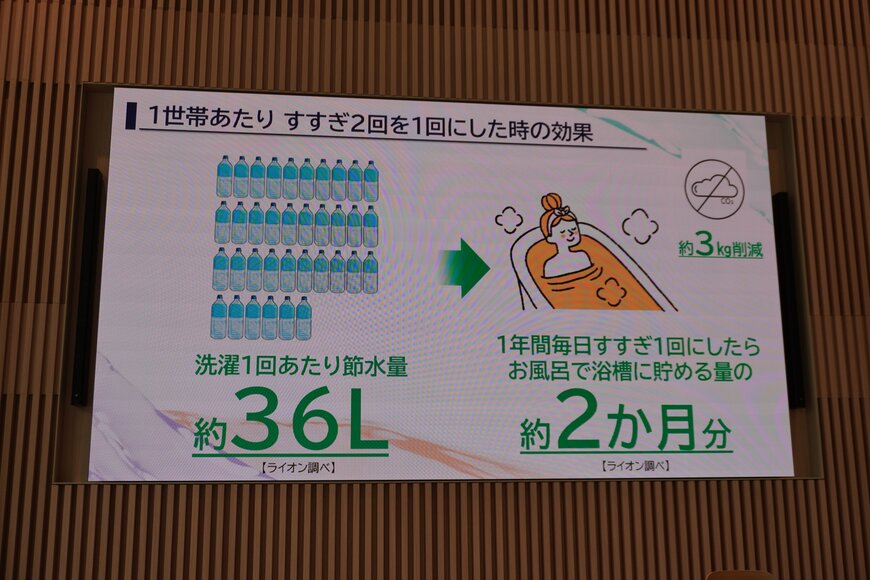 1世帯あたり すすぎ2回を1回にした時の効果
CO₂
約3kg削減
洗濯1回あたり節水量
約36L
【ライオン調べ】
1年間毎日すすぎ1回にしたら
お風呂で浴槽に貯める量の
約2か月分
【ライオン調べ】